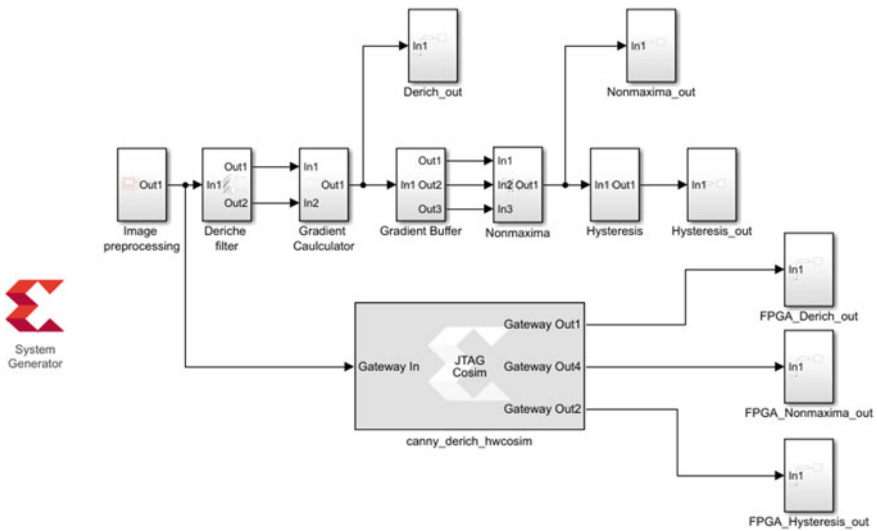 In1
In1
Derich_out
Nonmaxima_out
Out1
In1
Out1
Out2
In1
In2
Out1
In1
Out1
Out2
Out3
In1
In2
In3
Out1
In1
Out1
In1
Image
preprocessing
Deriche
filter
Gradient
Caulculator
Gradient Buffer
Nonmaxima
Hysteresis
Hysteresis_out
In1
FPGA_Derich_out
System
Generator
Gateway In
JTAG
Cosim
Gateway Out1
Gateway Out4
Gateway Out2
canny_derich_hwcosim
In1
FPGA_Nonmaxima_out
In1
FPGA_Hysteresis_out